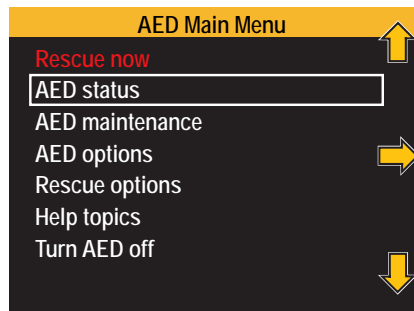 AED Main Menu
Rescue now
AED status
AED maintenance
AED options
Rescue options
Help topics
Turn AED off